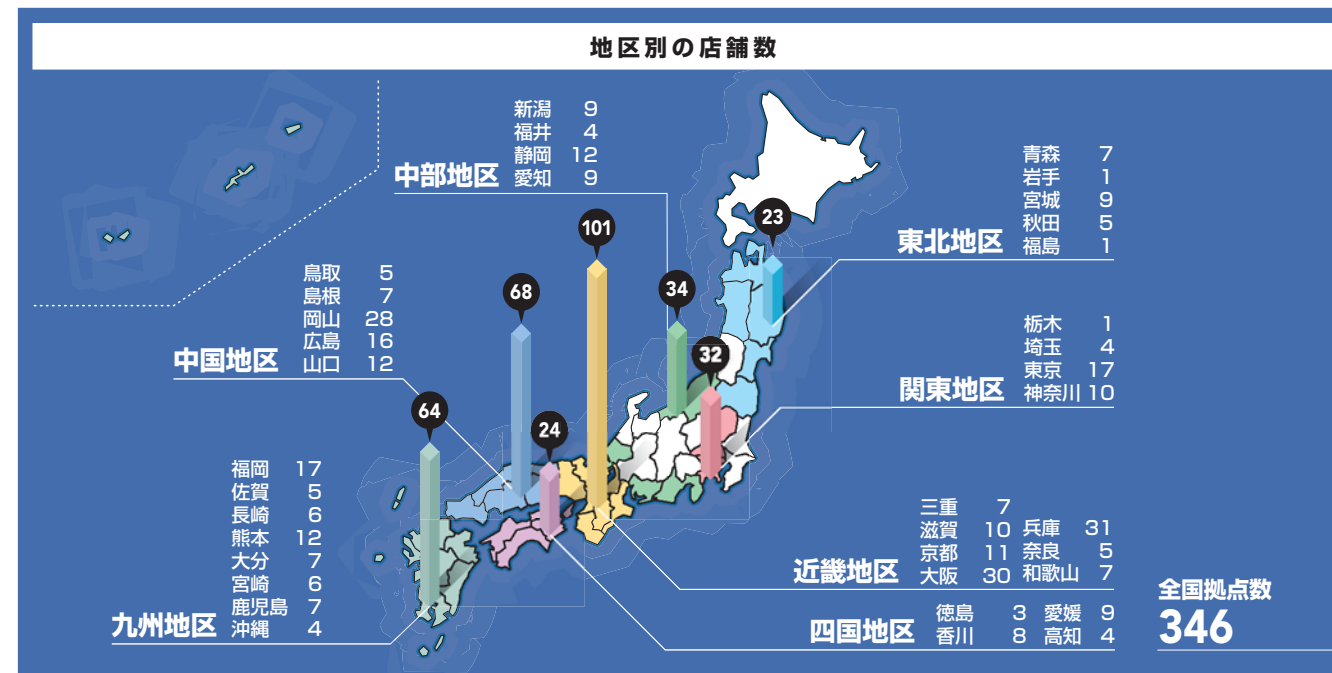 地区別の店舗数
新潟 9
福井 4
静岡 12
中部地区 愛知 9
青森 7
岩手 1
宮城 9
秋田 5
東北地区 福島 1
鳥取 5
島根 7
岡山 28
広島 16
中国地区 山口 12
栃木 1
埼玉 4
東京 17
関東地区 神奈川 10
23
101
68
34
32
64
24
福岡 17
佐賀 5
長崎 6
熊本 12
大分 7
宮崎 6
鹿児島 7
九州地区 沖縄 4
三重 7
滋賀 10 兵庫 31
京都 11 奈良 5
近畿地区 大阪 30 和歌山 7
徳島 3 愛媛 9
四国地区 香川 8 高知 4
全国拠点数
346